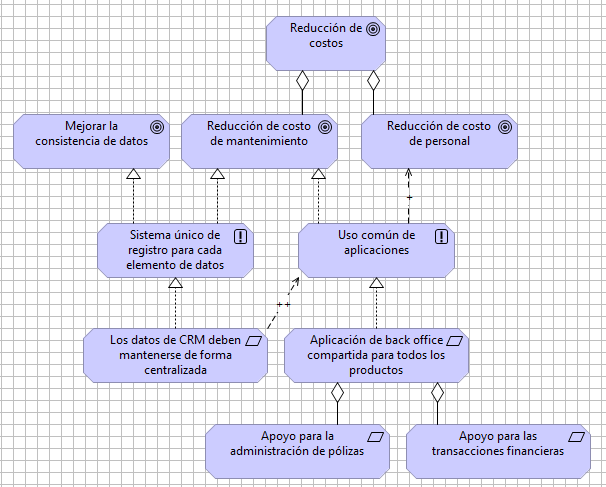 Reducción de
costos
Mejorar la
consistencia de datos
Reducción de costo
de mantenimiento
Reducción de costo
de personal
Sistema único de
registro para cada
elemento de datos
Uso común de
aplicaciones
+
++
Los datos de CRM deben
mantenerse de forma
centralizada
Aplicación de back office
compartida para todos los
productos
Apoyo para la
administración de pólizas
Apoyo para las
transacciones financieras